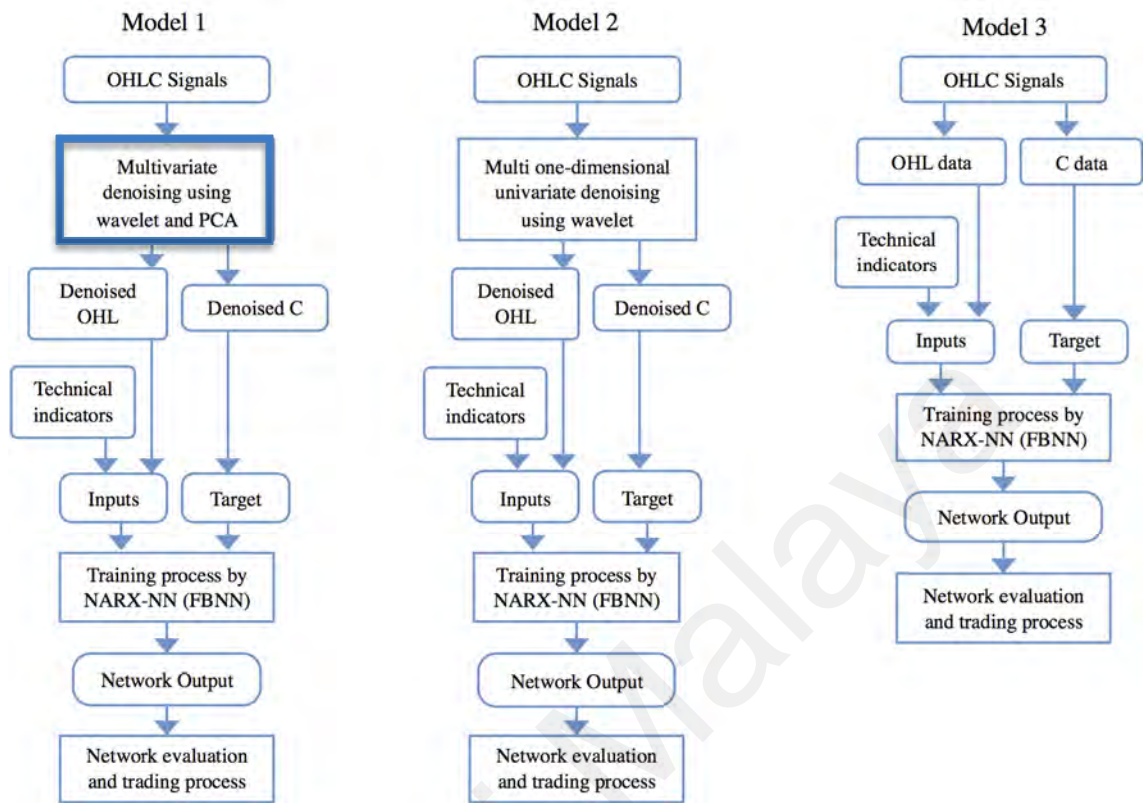 Model 1
OHLC Signals
Multivariate
denoising using
wavelet and PCA
Denoised
OHL
Denoised C
Technical
indicators
Inputs
Target
Training process by
NARX-NN (FBNN)
Network Output
Network evaluation
and trading process
Model 2
OHLC Signals
Multi one-dimensional
univariate denoising
using wavelet
Denoised
OHL
Denoised C
Technical
indicators
Inputs
Target
Training process by
NARX-NN (FBNN)
Network Output
Network evaluation
and trading process
Model 3
OHLC Signals
OHL data
C data
Technical
indicators
Inputs
Target
Training process by
NARX-NN (FBNN)
Network Output
Network evaluation
and trading process
Malaya